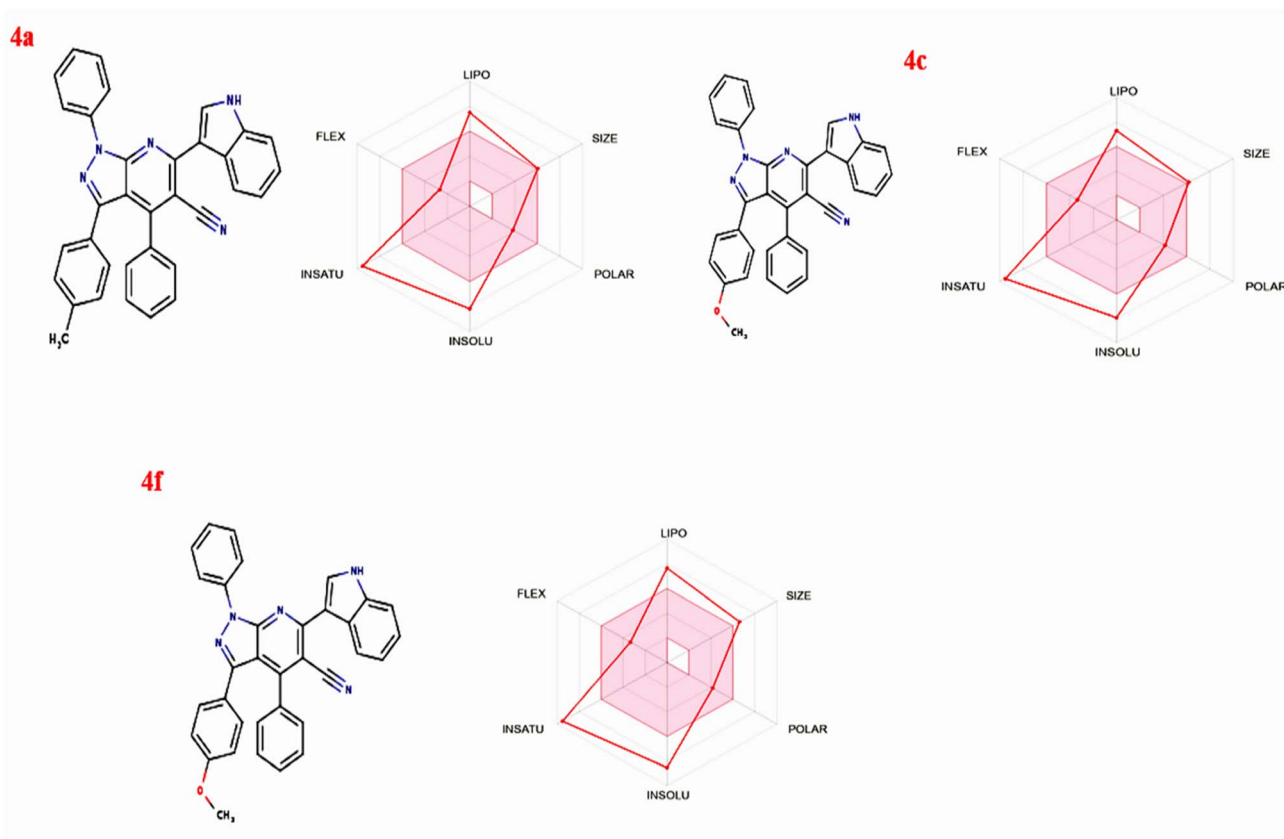 4a
NH
N
N
N
N
H₃C
LIPO
FLEX
SIZE
INSATU
POLAR
INSOLU
4c
NH
N
N
N
N
O
CH₃
LIPO
FLEX
SIZE
INSATU
POLAR
INSOLU
4f
NH
N
N
N
N
O
CH₃
LIPO
FLEX
SIZE
INSATU
POLAR
INSOLU